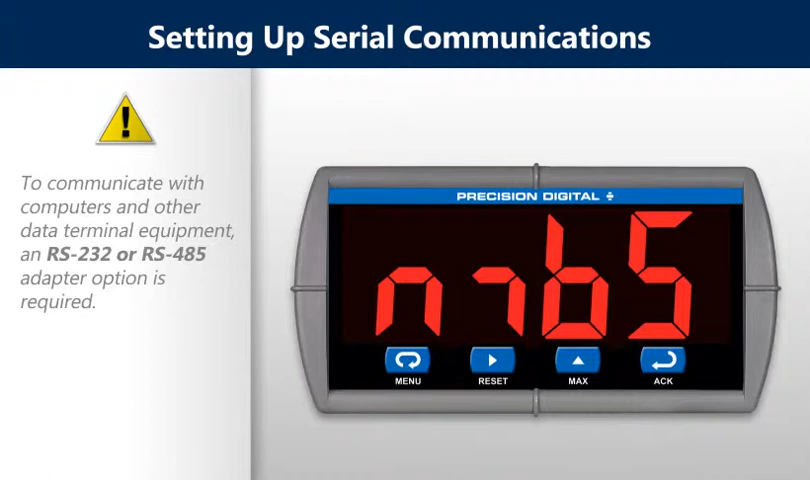 Setting Up Serial Communications
To communicate with
computers and other
data terminal equipment,
an RS-232 or RS-485
adapter option is
required.
PRECISION DIGITAL
m b 5
MENU RESET MAX ACK